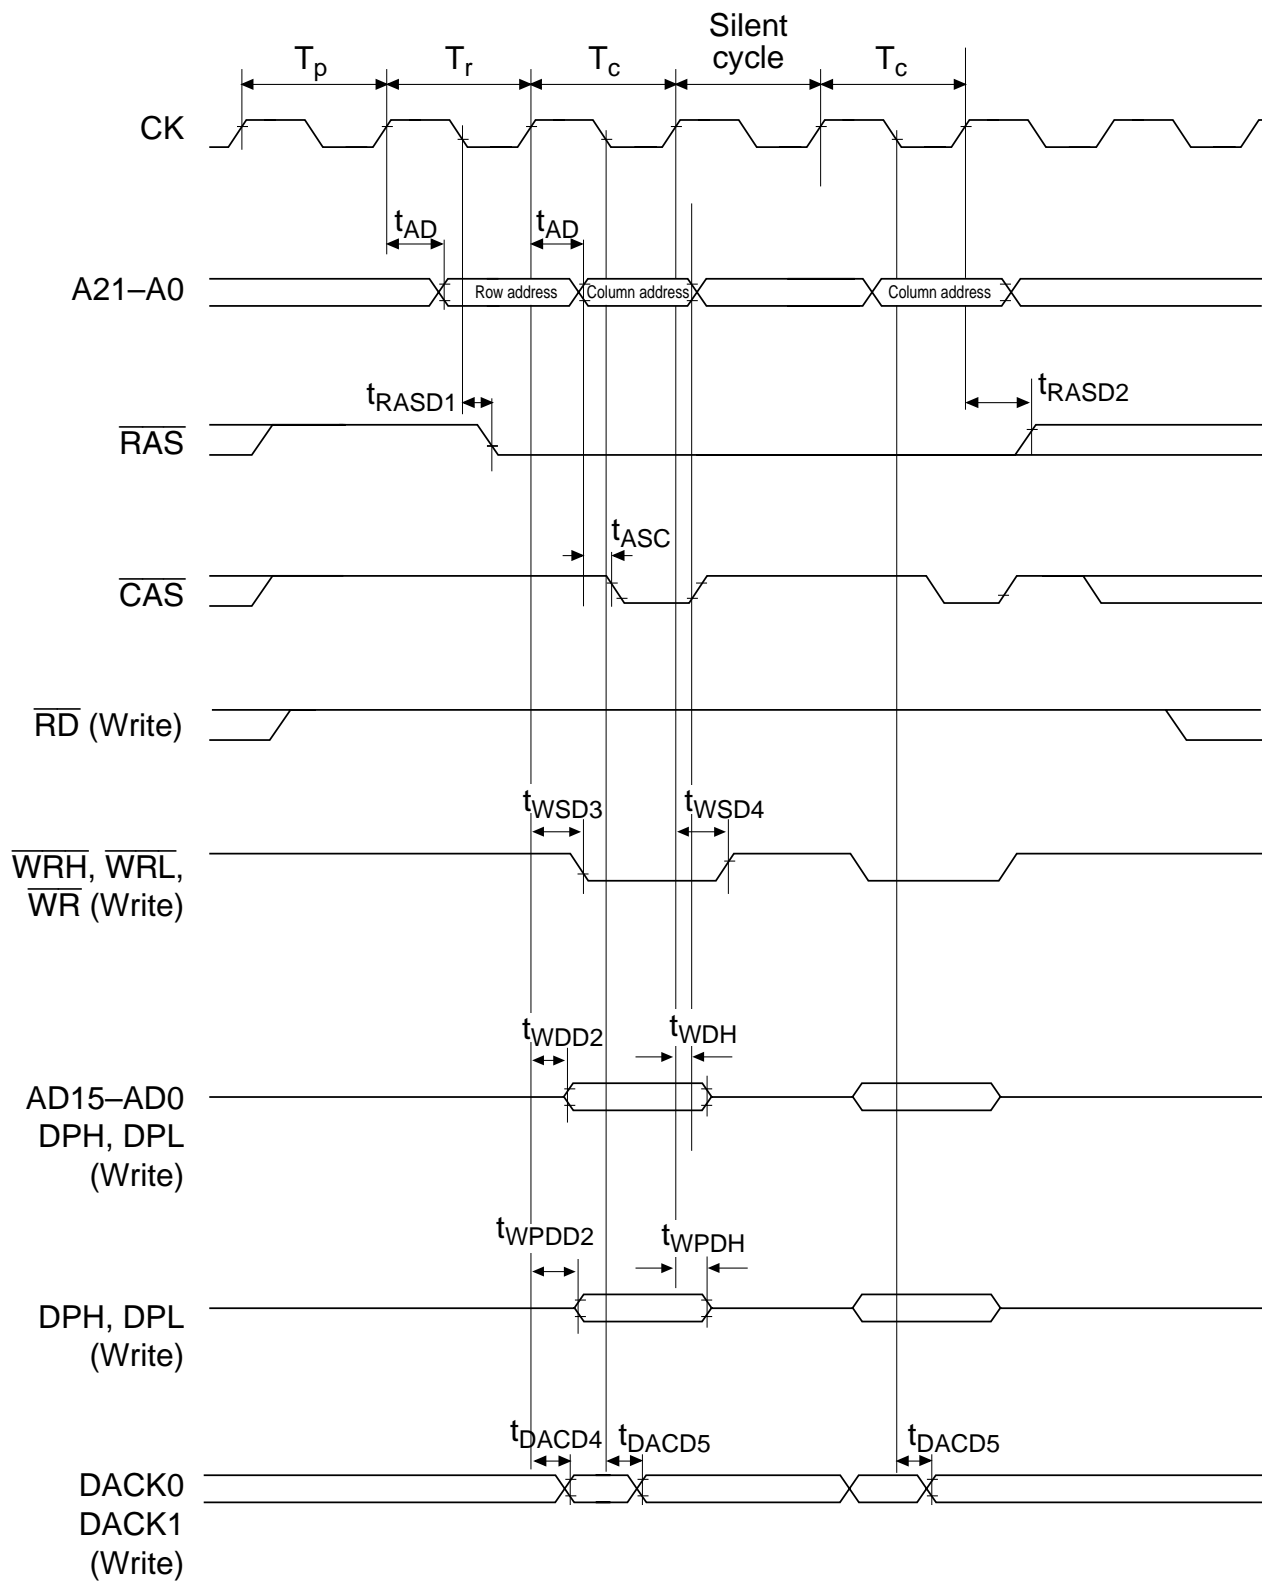 Silent
cycle
Tp Tr Tc Tc
CK
tAD tAD
A21–A0
Row address Column address Column address
tRASD1 tRASD2
RAS
tASC
CAS
RD (Write)
tWSD3 tWSD4
WRH, WRL,
WR (Write)
tWDD2 tWDH
AD15–AD0
DPH, DPL
(Write)
tWPDD2 tWPDH
DPH, DPL
(Write)
tDACD4 tDACD5 tDACD5
DACK0
DACK1
(Write)